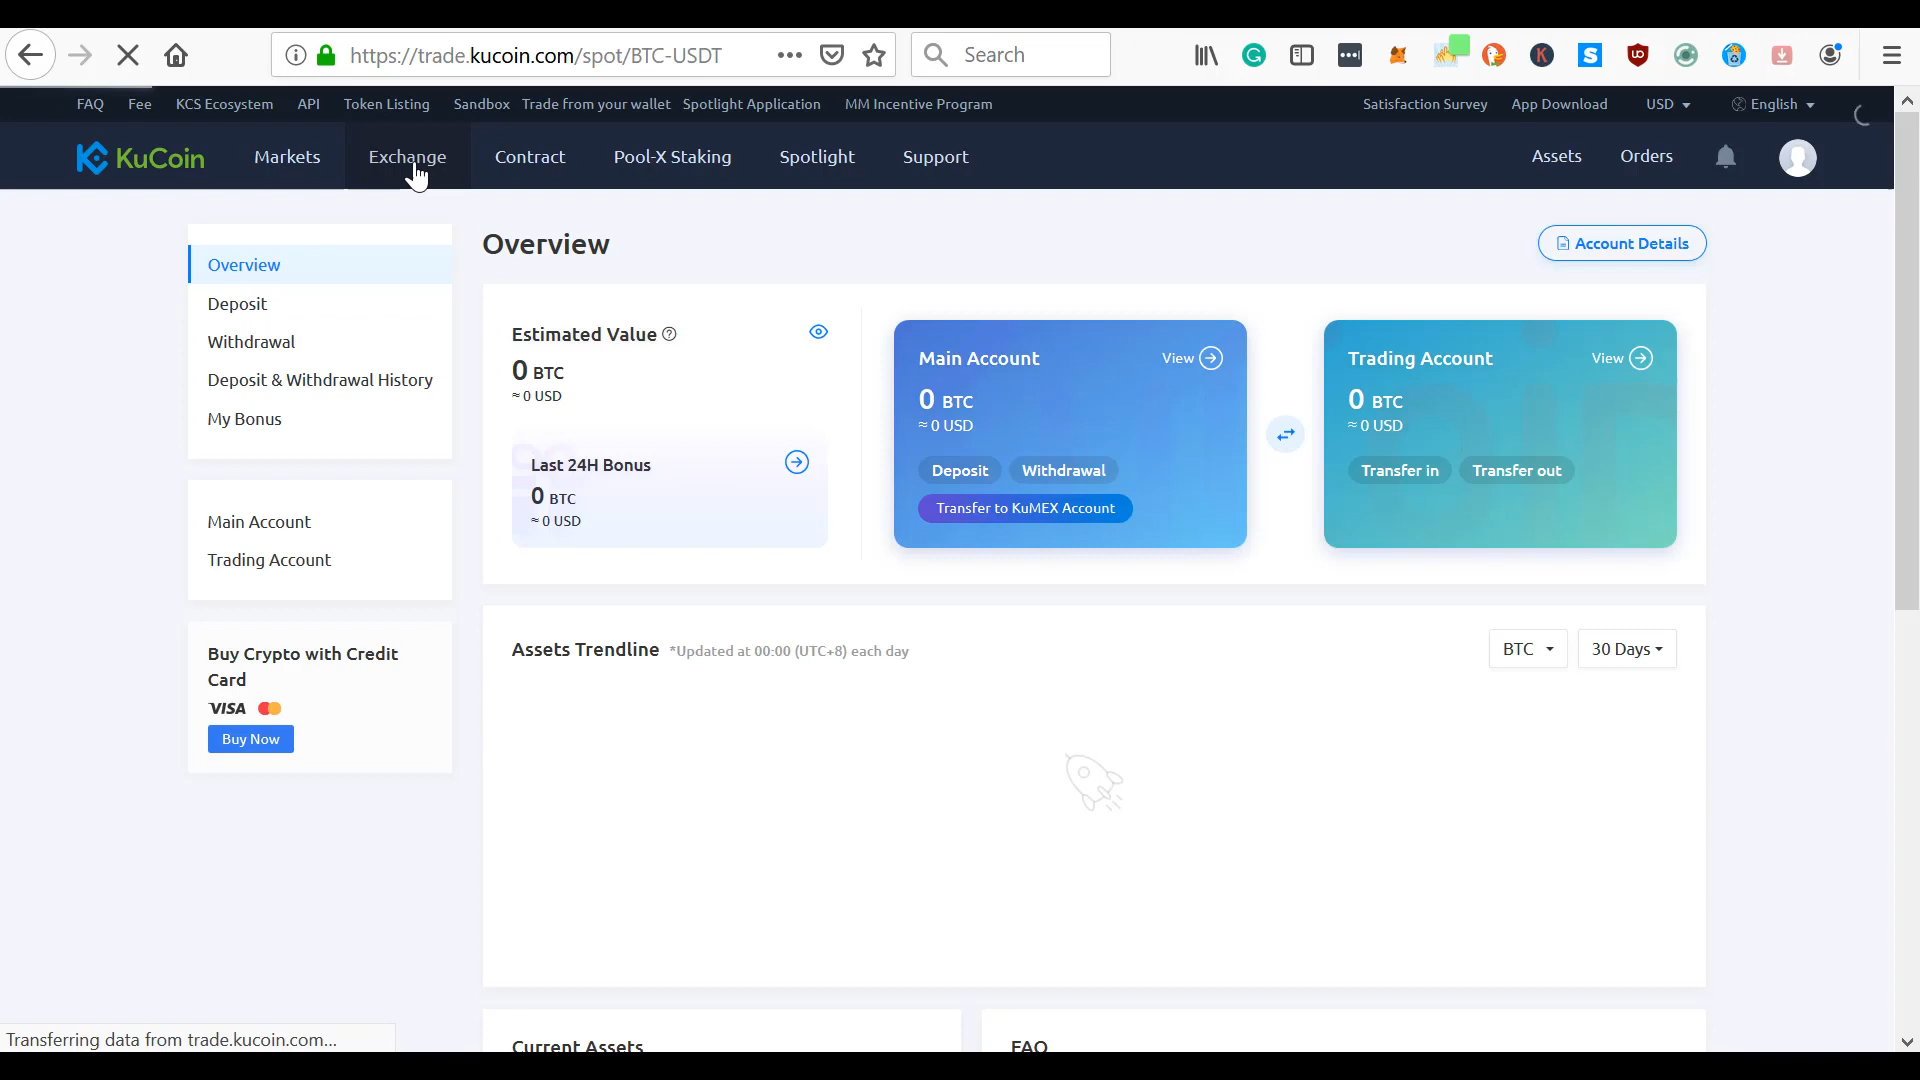 https://trade.kucoin.com/spot/BTC-USDT
Search
FAQ Fee KCS Ecosystem API Token Listing Sandbox Trade from your wallet Spotlight Application MM Incentive Program Satisfaction Survey App Download USD English
KuCoin Markets Exchange Contract Pool-X Staking Spotlight Support Assets Orders
Overview
Deposit
Withdrawal
Deposit & Withdrawal History
My Bonus
Main Account
Trading Account
Buy Crypto with Credit
Card
VISA
Buy Now
Overview
Account Details
Estimated Value
0 BTC
≈ 0 USD
Last 24H Bonus
0 BTC
≈ 0 USD
Main Account View
0 BTC
≈ 0 USD
Deposit Withdrawal
Transfer to KuMEX Account
Trading Account View
0 BTC
≈ 0 USD
Transfer in Transfer out
Assets Trendline *Updated at 00:00 (UTC+8) each day
BTC 30 Days
Current Assets
FAQ
Transferring data from trade.kucoin.com...